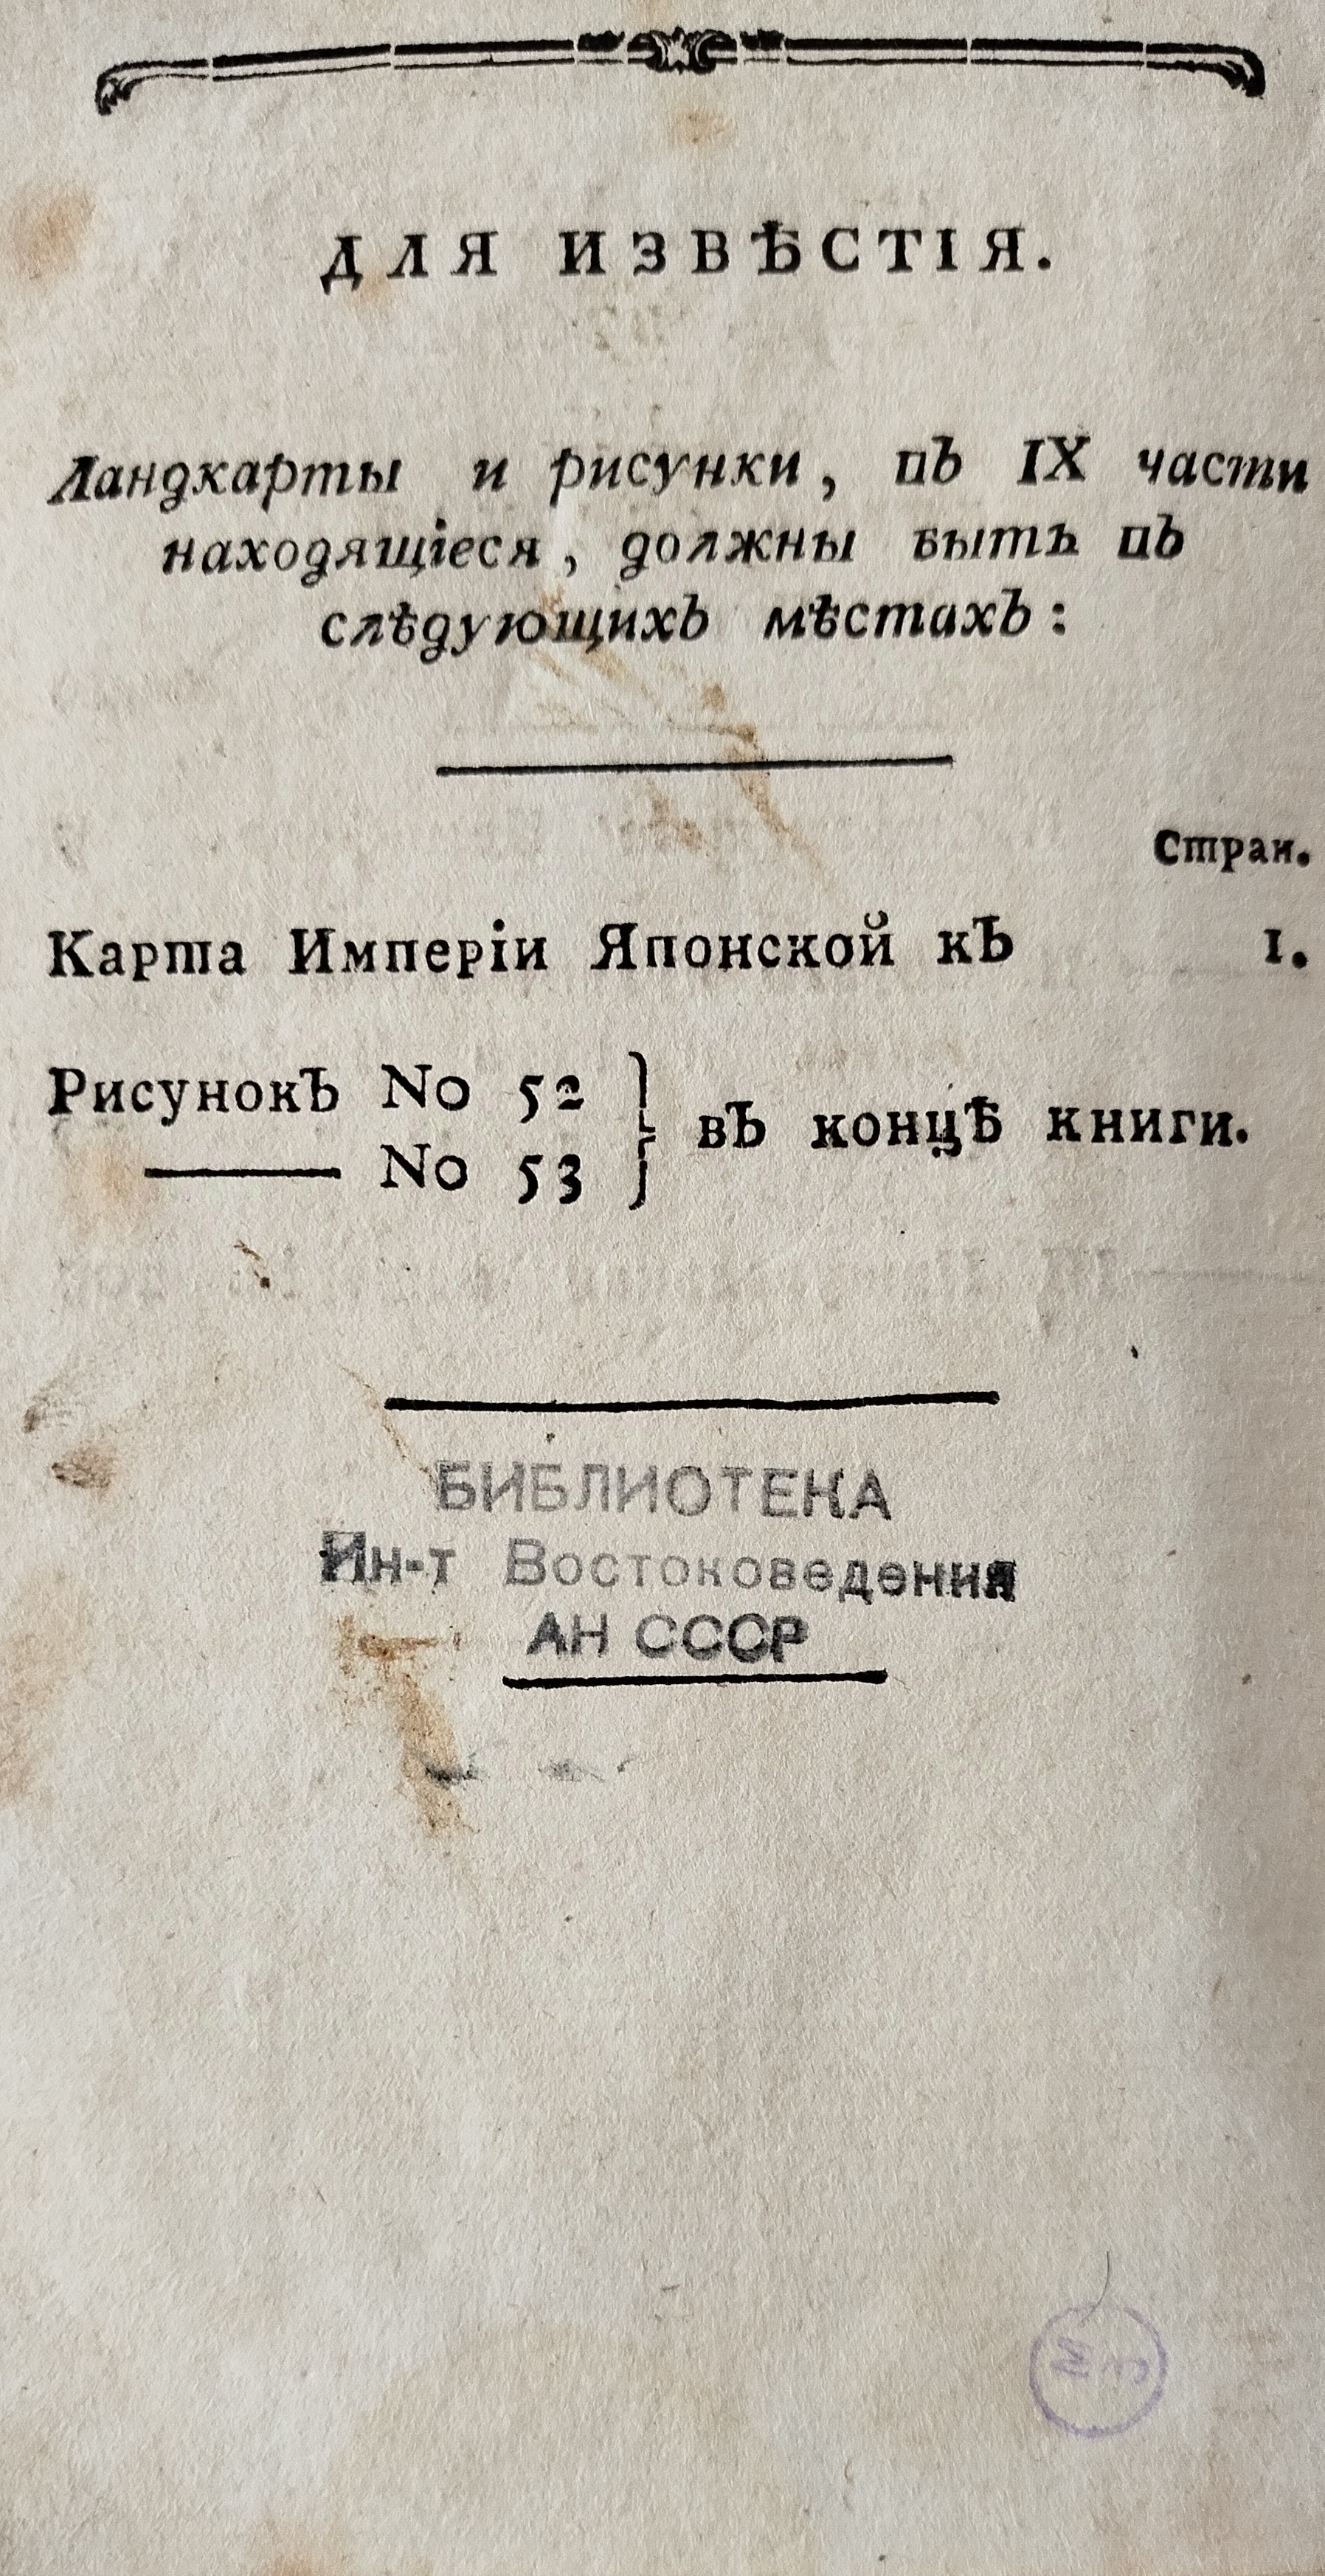 ДЛЯ ИЗВѢСТІЯ.
Ландкарты и рисунки, въ IX части
находящіеся, должны быть въ
слѣдующихъ мѣстахъ:
Стран.
Карта Имперіи Японской къ 1.
Рисунокъ No 52
—— No 53 } въ концѣ книги.
БИБЛИОТЕКА
Ин-т Востоковедения
АН СССР